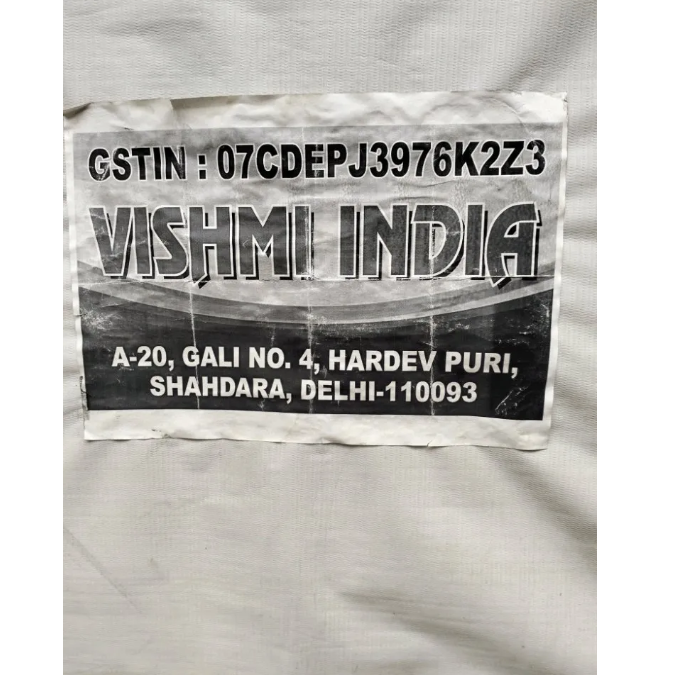 GSTIN : 07CDEPJ3976K2Z3
VISHMI INDIA
A-20, GALI NO. 4, HARDEV PURI,
SHAHDARA, DELHI-110093